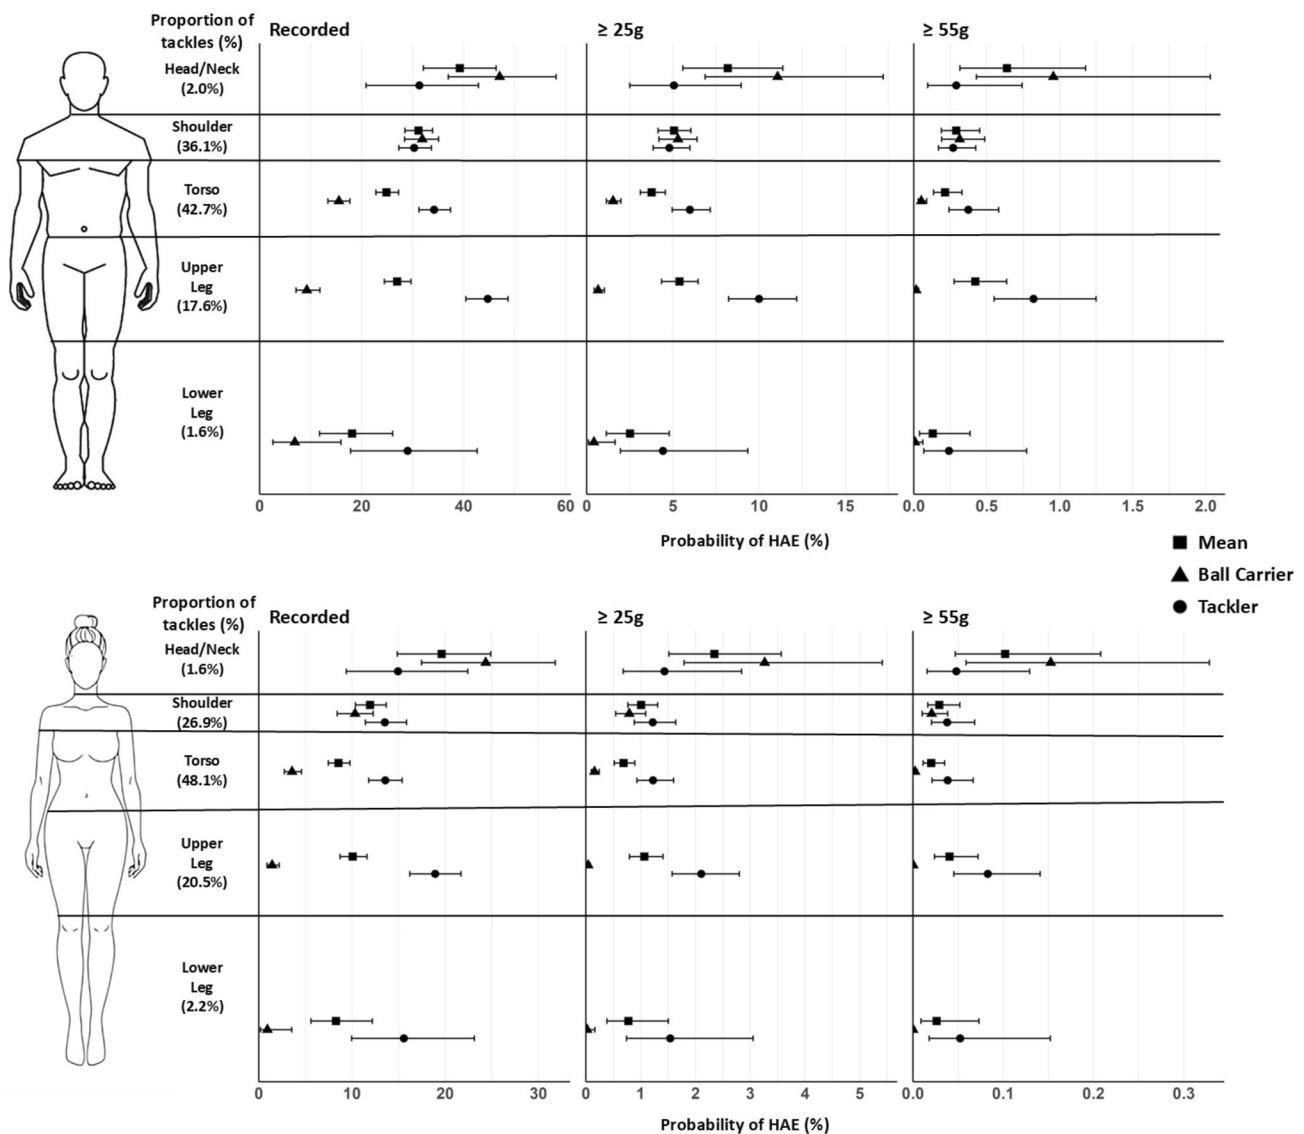 Proportion of
tackles (%)
Recorded
≥ 25g
≥ 55g
Head/Neck
(2.0%)
Shoulder
(36.1%)
Torso
(42.7%)
Upper
Leg
(17.6%)
Lower
Leg
(1.6%)
0 20 40 60 0 5 10 15 0.0 0.5 1.0 1.5 2.0
Probability of HAE (%)
Mean
Ball Carrier
Tackler
Proportion of
tackles (%)
Recorded
≥ 25g
≥ 55g
Head/Neck
(1.6%)
Shoulder
(26.9%)
Torso
(48.1%)
Upper
Leg
(20.5%)
Lower
Leg
(2.2%)
0 10 20 30 0 1 2 3 4 5 0.0 0.1 0.2 0.3
Probability of HAE (%)